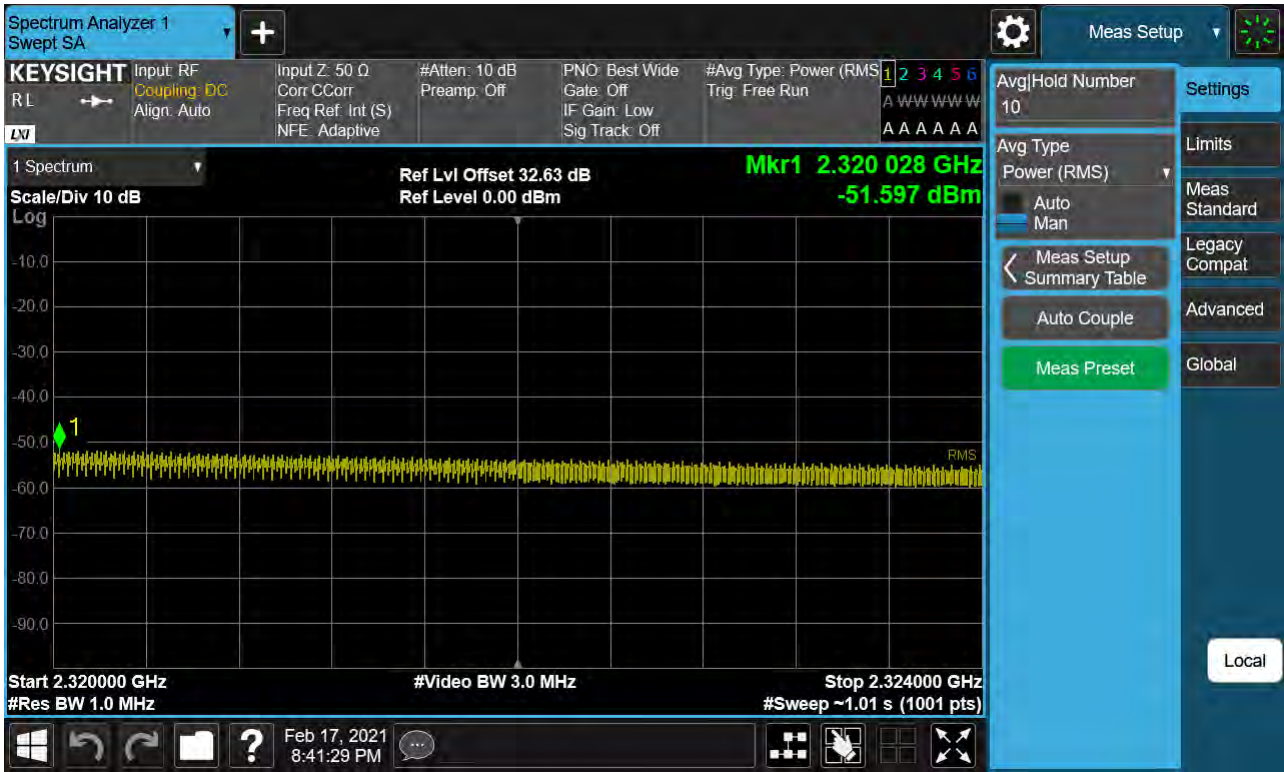 Spectrum Analyzer 1
Swept SA
+
Meas Setup
KEYSIGHT
RL
LXI
Input: RF
Coupling: DC
Align: Auto
Input Z: 50 Ω
Corr CCorr
Freq Ref: Int (S)
NFE: Adaptive
#Atten: 10 dB
Preamp: Off
PNO: Best Wide
Gate: Off
IF Gain: Low
Sig Track: Off
#Avg Type: Power (RMS
Trig: Free Run
1 2 3 4 5 6
A W W W W W
A A A A A A
1 Spectrum
Scale/Div 10 dB
Log
Ref Lvl Offset 32.63 dB
Ref Level 0.00 dBm
Mkr1 2.320 028 GHz
-51.597 dBm
-10.0
-20.0
-30.0
-40.0
1
-50.0
RMS
-60.0
-70.0
-80.0
-90.0
Start 2.320000 GHz
#Res BW 1.0 MHz
#Video BW 3.0 MHz
Stop 2.324000 GHz
#Sweep ~1.01 s (1001 pts)
Avg|Hold Number
10
Avg Type
Power (RMS)
Auto
Man
Meas Setup
Summary Table
Auto Couple
Meas Preset
Settings
Limits
Meas
Standard
Legacy
Compat
Advanced
Global
Local
?
Feb 17, 2021
8:41:29 PM